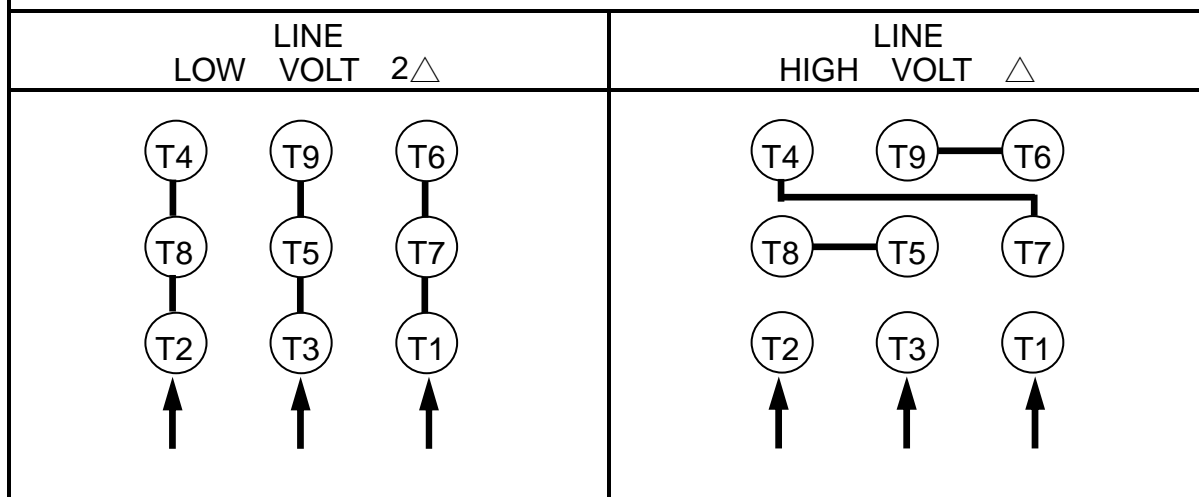 LINE
LOW VOLT 2△
LINE
HIGH VOLT △
T4 T9 T6
T8 T5 T7
T2 T3 T1
T4 T9 T6
T8 T5 T7
T2 T3 T1